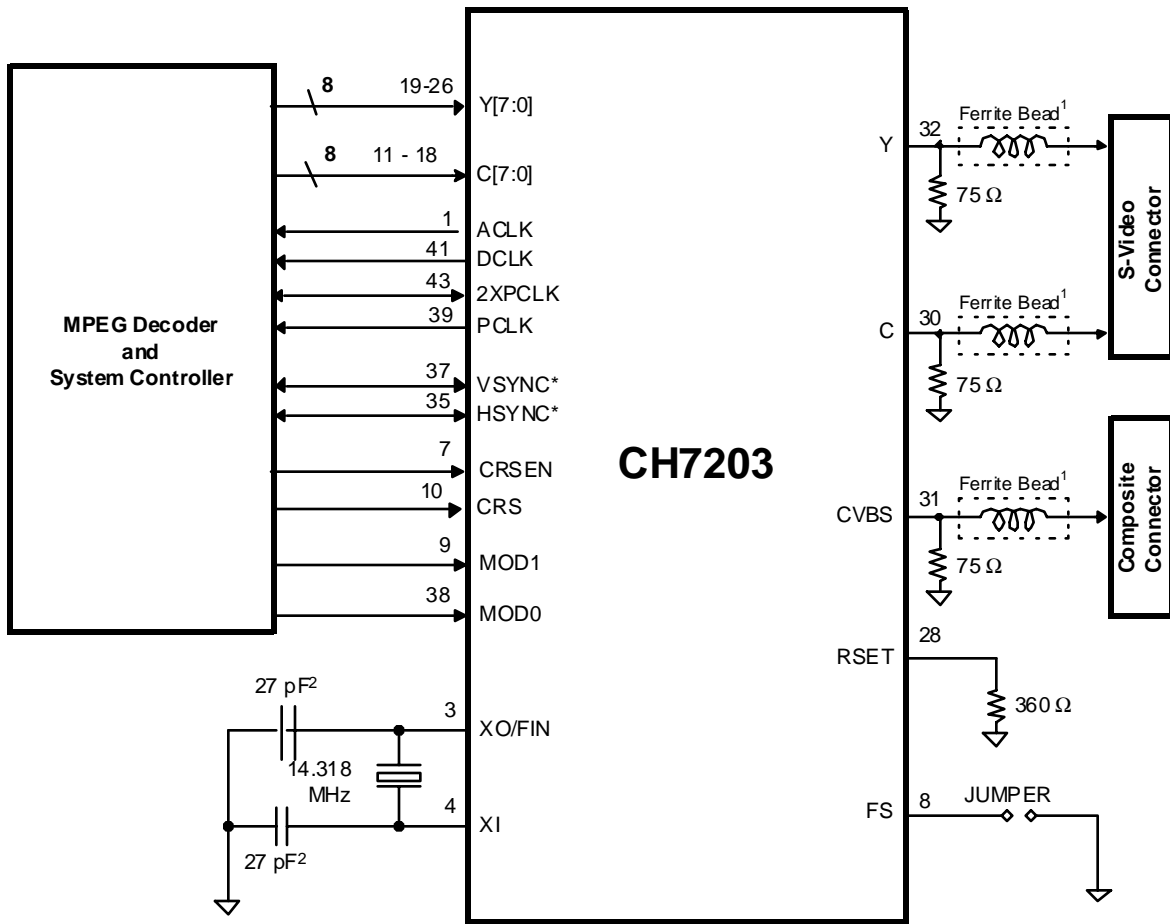 8 19-26 Y[7:0]
8 11 - 18 C[7:0]
1 ACLK
41 DCLK
43 2XPCLK
39 PCLK
MPEG Decoder
and
System Controller
37 VSYNC*
35 HSYNC*
7 CRSEN
10 CRS
9 MOD1
38 MOD0
27 pF²
3 XO/FIN
14.318
MHz
4 XI
27 pF²
CH7203
Y 32 Ferrite Bead¹
75 Ω
C 30 Ferrite Bead¹
75 Ω
S-Video
Connector
CVBS 31 Ferrite Bead¹
75 Ω
Composite
Connector
RSET 28
360 Ω
FS 8 JUMPER